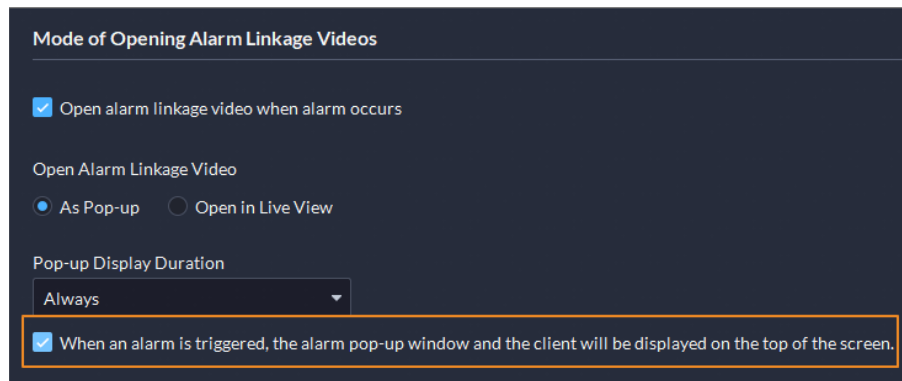 Mode of Opening Alarm Linkage Videos
Open alarm linkage video when alarm occurs
Open Alarm Linkage Video
As Pop-up Open in Live View
Pop-up Display Duration
Always
When an alarm is triggered, the alarm pop-up window and the client will be displayed on the top of the screen.